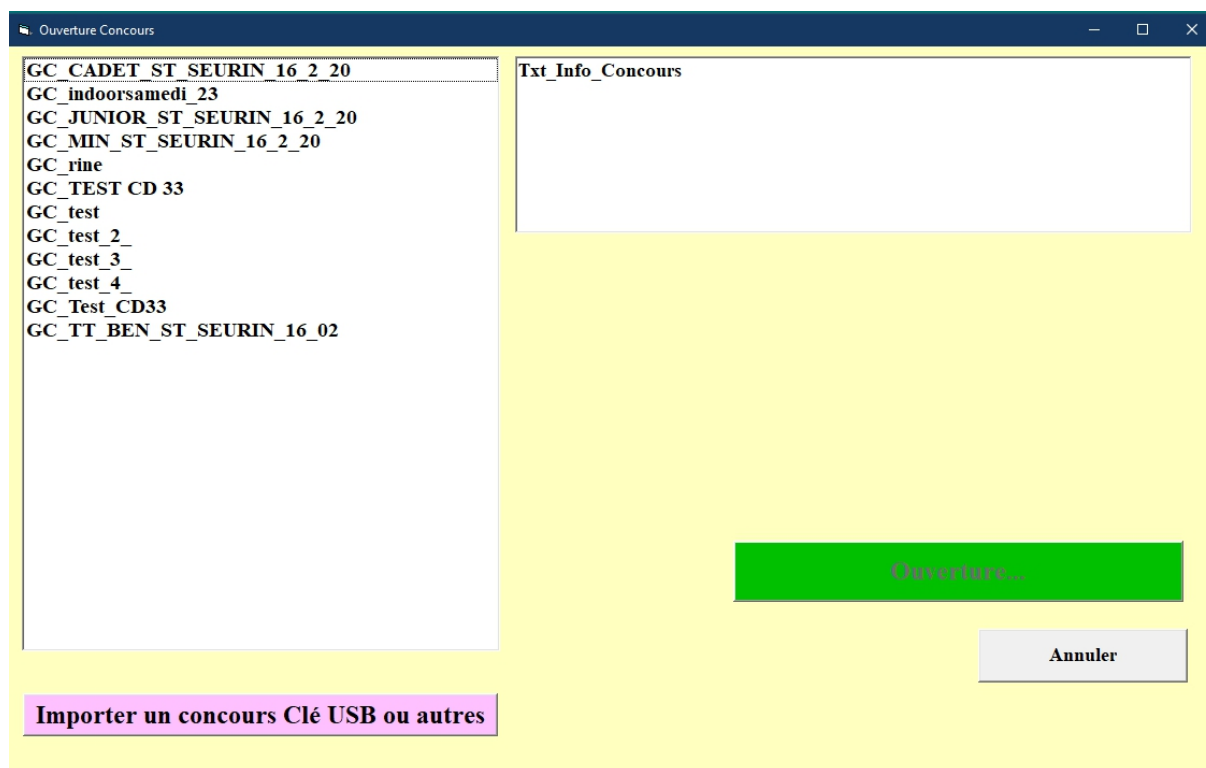 Ouverture Concours
GC_CADET_ST_SEURIN_16_2_20
GC_indoorsamedi_23
GC_JUNIOR_ST_SEURIN_16_2_20
GC_MIN_ST_SEURIN_16_2_20
GC_rine
GC_TEST CD 33
GC_test
GC_test_2_
GC_test_3_
GC_test_4_
GC_Test_CD33
GC_TT_BEN_ST_SEURIN_16_02
Txt_Info_Concours
Ouverture...
Annuler
Importer un concours Clé USB ou autres